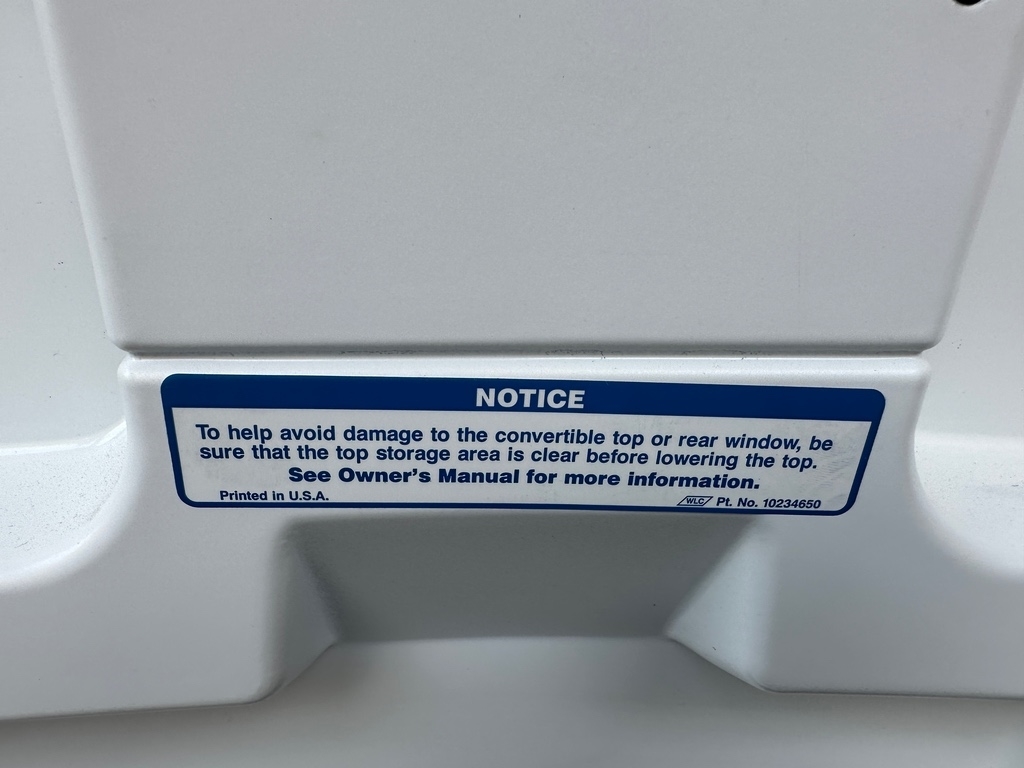 NOTICE
To help avoid damage to the convertible top or rear window, be
sure that the top storage area is clear before lowering the top.
See Owner's Manual for more information.
Printed in U.S.A. WLC Pt. No. 10234650